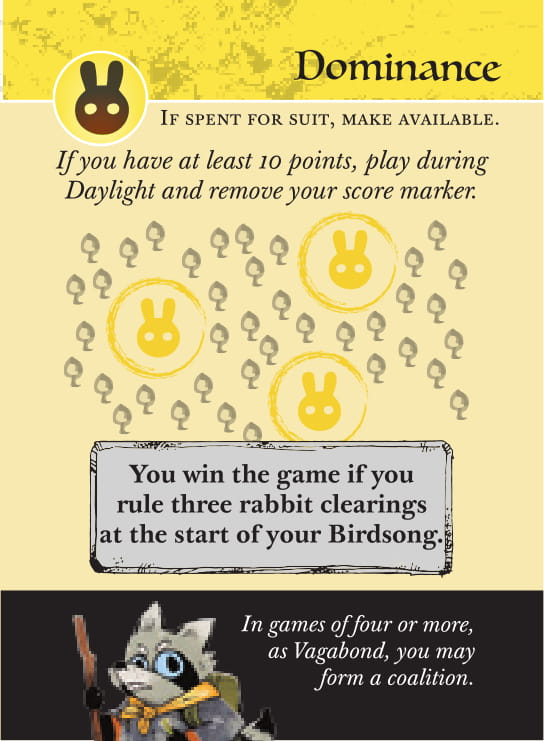 Dominance
If spent for suit, make available.
If you have at least 10 points, play during
Daylight and remove your score marker.
You win the game if you
rule three rabbit clearings
at the start of your Birdsong.
In games of four or more,
as Vagabond, you may
form a coalition.